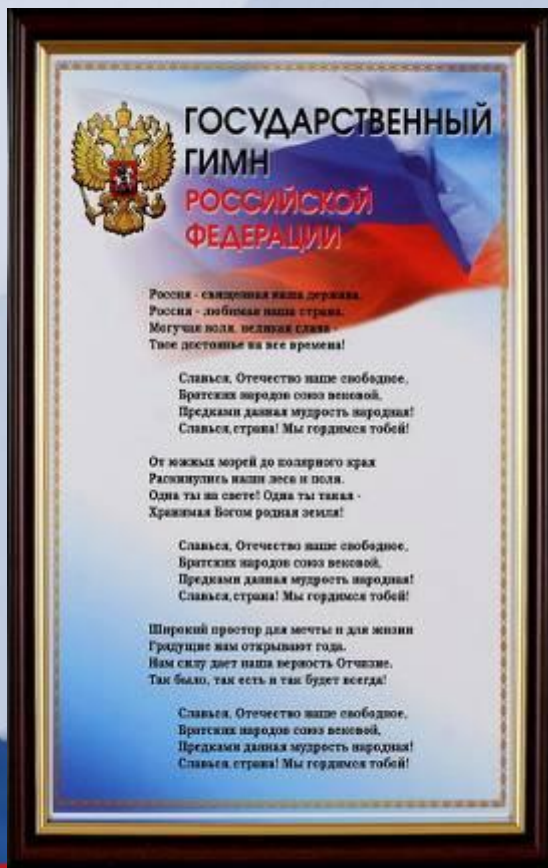 ГОСУДАРСТВЕННЫЙ
ГИМН
РОССИЙСКОЙ
ФЕДЕРАЦИИ
Россия - священная наша держава,
Россия - любимая наша страна.
Могучая воля, великая слава -
Твое достоянье на все времена!
Славься, Отечество наше свободное,
Братских народов союз вековой,
Предками данная мудрость народная!
Славься, страна! Мы гордимся тобой!
От южных морей до полярного края
Раскинулись наши леса и поля.
Одна ты на свете! Одна ты такая -
Хранимая Богом родная земля!
Славься, Отечество наше свободное,
Братских народов союз вековой,
Предками данная мудрость народная!
Славься, страна! Мы гордимся тобой!
Широкий простор для мечты и для жизни
Грядущие нам открывают года.
Нам силу дает наша верность Отчизне.
Так было, так есть и так будет всегда!
Славься, Отечество наше свободное,
Братских народов союз вековой,
Предками данная мудрость народная!
Славься, страна! Мы гордимся тобой!